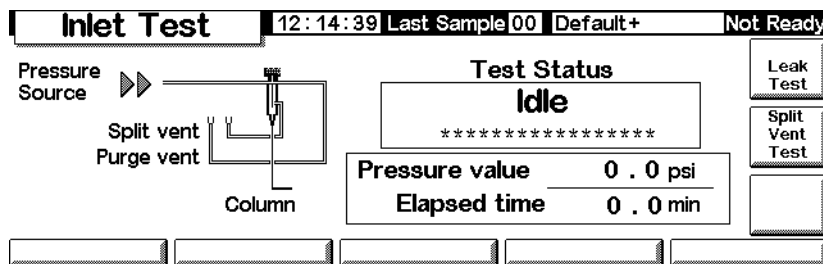 Inlet Test
12:14:39 Last Sample 00 Default+ Not Ready
Pressure
Source
Split vent
Purge vent
Column
Test Status
Idle
*****************
Pressure value 0 . 0 psi
Elapsed time 0 . 0 min
Leak
Test
Split
Vent
Test